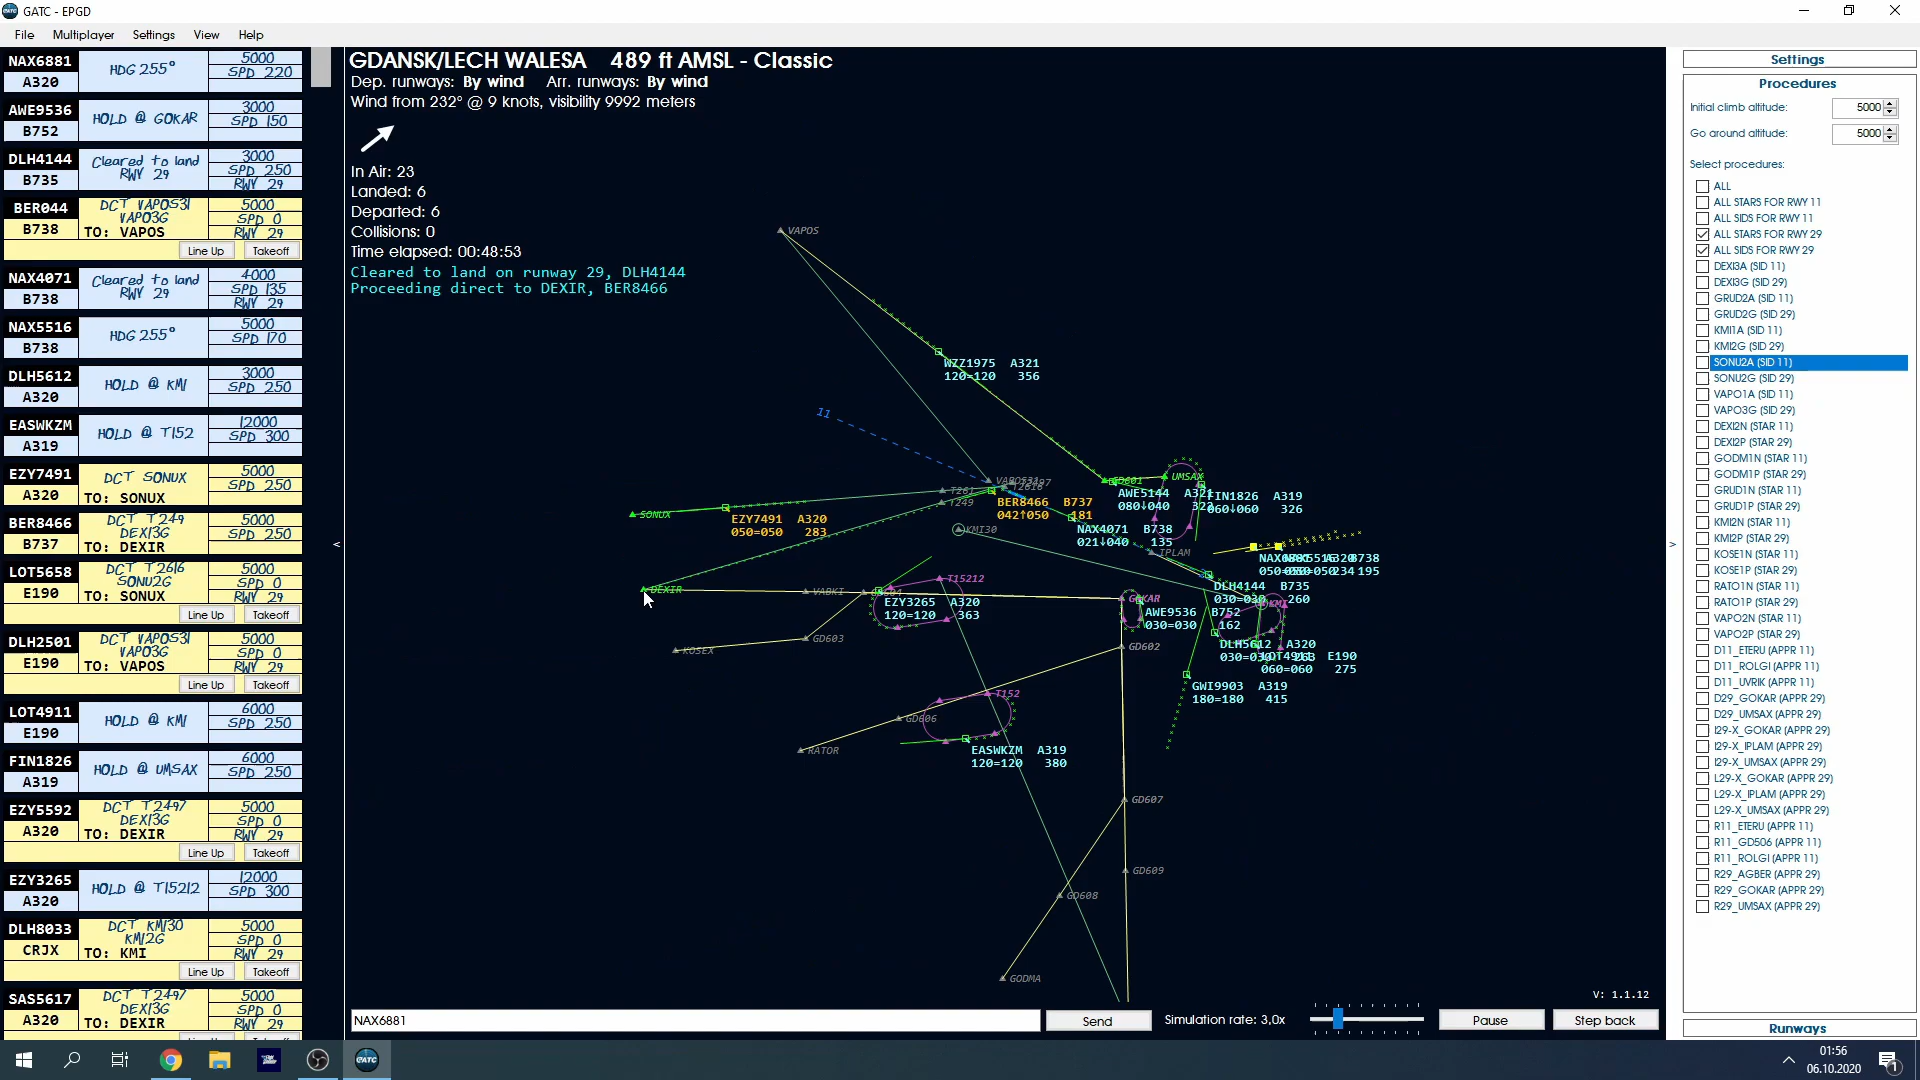 GATC - EPGD
File Multiplayer Settings View Help
NAX6881 HDG 255° 5000
A320 SPD 220
AWE9536 HOLD @ GOKAR 3000
B752 SPD 150
DLH4144 Cleared to land 3000
B735 RWY 29 SPD 250
RWY 29
BER044 DCT VAPOS31 5000
VAPO3G SPD 0
B738 TO: VAPOS RWY 29
Line Up Takeoff
NAX4071 Cleared to land 4000
B738 RWY 29 SPD 135
RWY 29
NAX5516 HDG 255° 5000
B738 SPD 170
DLH5612 HOLD @ KMI 3000
A320 SPD 250
EASWKZM HOLD @ T152 12000
A319 SPD 300
EZY7491 DCT SONUX 5000
A320 TO: SONUX SPD 250
BER8466 DCT T249 5000
DEXI3G SPD 250
B737 TO: DEXIR
LOT5658 DCT T2616 5000
SONU2G SPD 0
E190 TO: SONUX RWY 29
Line Up Takeoff
DLH2501 DCT VAPOS31 5000
VAPO3G SPD 0
E190 TO: VAPOS RWY 29
Line Up Takeoff
LOT4911 HOLD @ KMI 6000
E190 SPD 250
FIN1826 HOLD @ UMSAX 6000
A319 SPD 250
EZY5592 DCT T2497 5000
DEXI3G SPD 0
A320 TO: DEXIR RWY 29
Line Up Takeoff
EZY3265 HOLD @ T15212 12000
A320 SPD 300
DLH8033 DCT KMI30 5000
KMI2G SPD 0
CRJX TO: KMI RWY 29
Line Up Takeoff
SAS5617 DCT T2497 5000
DEXI3G SPD 0
A320 TO: DEXIR RWY 29
<
GDANSK/LECH WALESA 489 ft AMSL - Classic
Dep. runways: By wind Arr. runways: By wind
Wind from 232° @ 9 knots, visibility 9992 meters
In Air: 23
Landed: 6
Departed: 6
Collisions: 0
Time elapsed: 00:48:53
Cleared to land on runway 29, DLH4144
Proceeding direct to DEXIR, BER8466
VAPOS
WZZ1975 A321
120=120 356
11
UMSAX
GD601
T261
T249
SONUX
BER8466 B737
042↑050 181
AWE5144 A321
080↓040 322
FIN1826 A319
060↓060 326
EZY7491 A320
050=050 283
KMI30
NAX4071 B738
021↓040 135
IPLAM
DEXIR
VABKI
T15212
EZY3265 A320
120=120 363
GOKAR
AWE9536 B752
030=030 162
DLH4144 B735
030=030 260
KMI
GD603
KOSEX
GD602
DLH5612 A320
LOT4911 E190
060=060 275
GWI9903 A319
180=180 415
T152
GD606
RATOR
EASWKZM A319
120=120 380
GD607
GD609
GD608
GODMA
V: 1.1.12
NAX6881 Send Simulation rate: 3,0x Pause Step back
>
Settings
Procedures
Initial climb altitude: 5000
Go around altitude: 5000
Select procedures:
ALL
ALL STARS FOR RWY 11
ALL SIDS FOR RWY 11
ALL STARS FOR RWY 29
ALL SIDS FOR RWY 29
DEXI3A (SID 11)
DEXI3G (SID 29)
GRUD2A (SID 11)
GRUD2G (SID 29)
KMI1A (SID 11)
KMI2G (SID 29)
SONU2A (SID 11)
SONU2G (SID 29)
VAPO1A (SID 11)
VAPO3G (SID 29)
DEXI2N (STAR 11)
DEXI2P (STAR 29)
GODM1N (STAR 11)
GODM1P (STAR 29)
GRUD1N (STAR 11)
GRUD1P (STAR 29)
KMI2N (STAR 11)
KMI2P (STAR 29)
KOSE1N (STAR 11)
KOSE1P (STAR 29)
RATO1N (STAR 11)
RATO1P (STAR 29)
VAPO2N (STAR 11)
VAPO2P (STAR 29)
D11_ETERU (APPR 11)
D11_ROLGI (APPR 11)
D11_UVRIK (APPR 11)
D29_GOKAR (APPR 29)
D29_UMSAX (APPR 29)
I29-X_GOKAR (APPR 29)
I29-X_IPLAM (APPR 29)
I29-X_UMSAX (APPR 29)
L29-X_GOKAR (APPR 29)
L29-X_IPLAM (APPR 29)
L29-X_UMSAX (APPR 29)
R11_ETERU (APPR 11)
R11_GD506 (APPR 11)
R11_ROLGI (APPR 11)
R29_AGBER (APPR 29)
R29_GOKAR (APPR 29)
R29_UMSAX (APPR 29)
Runways
01:56
06.10.2020